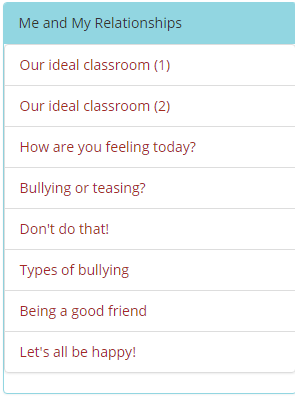 Me and My Relationships
Our ideal classroom (1)
Our ideal classroom (2)
How are you feeling today?
Bullying or teasing?
Don't do that!
Types of bullying
Being a good friend
Let's all be happy!